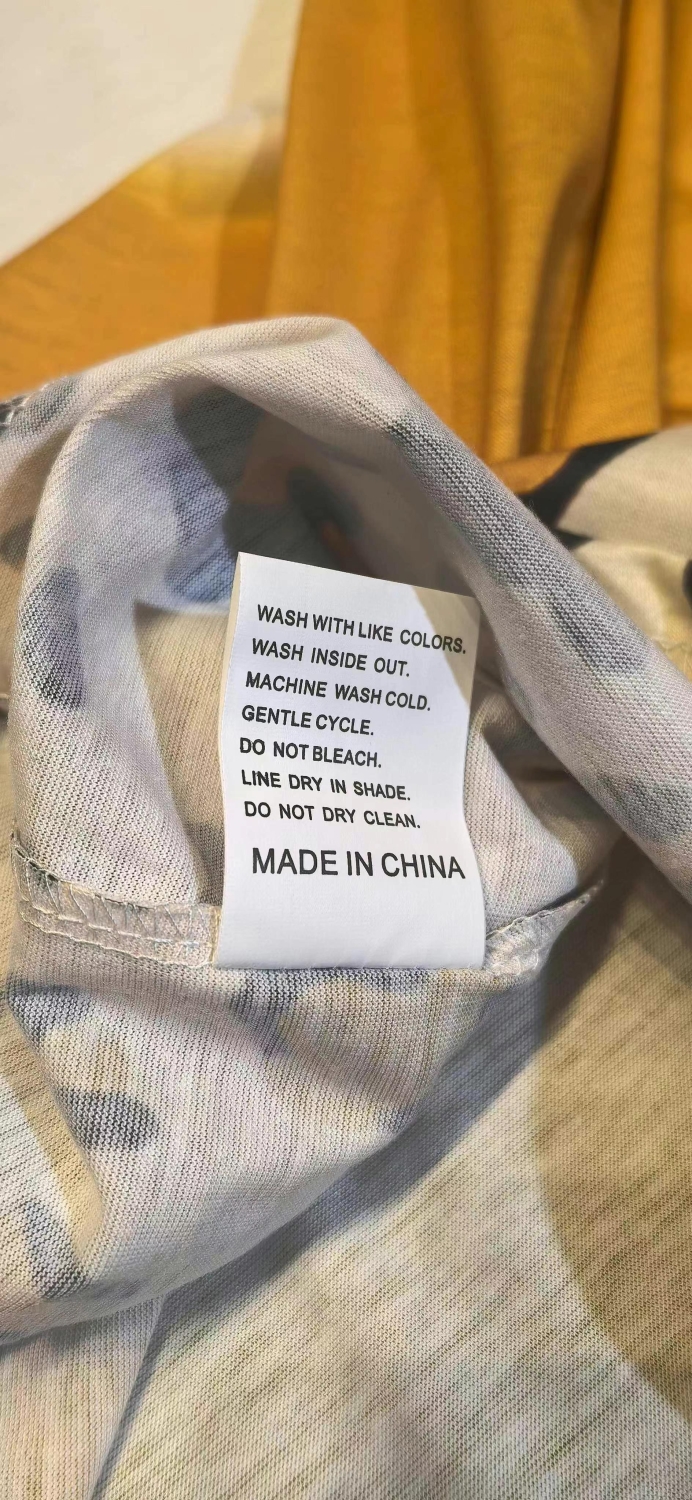 WASH WITH LIKE COLORS.
WASH INSIDE OUT.
MACHINE WASH COLD.
GENTLE CYCLE.
DO NOT BLEACH.
LINE DRY IN SHADE.
DO NOT DRY CLEAN.
MADE IN CHINA